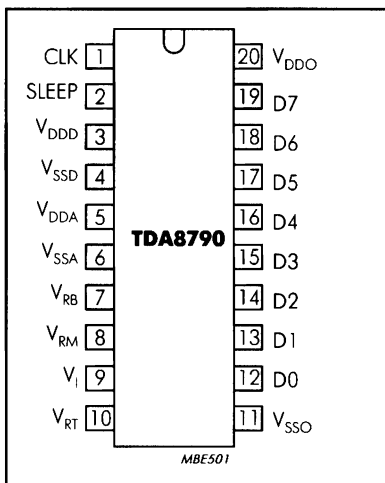 CLK 1
SLEEP 2
VDDD 3
VSSD 4
VDDA 5
VSSA 6
VRB 7
VRM 8
VI 9
VRT 10
TDA8790
20 VDDO
19 D7
18 D6
17 D5
16 D4
15 D3
14 D2
13 D1
12 D0
11 VSSO
MBE501